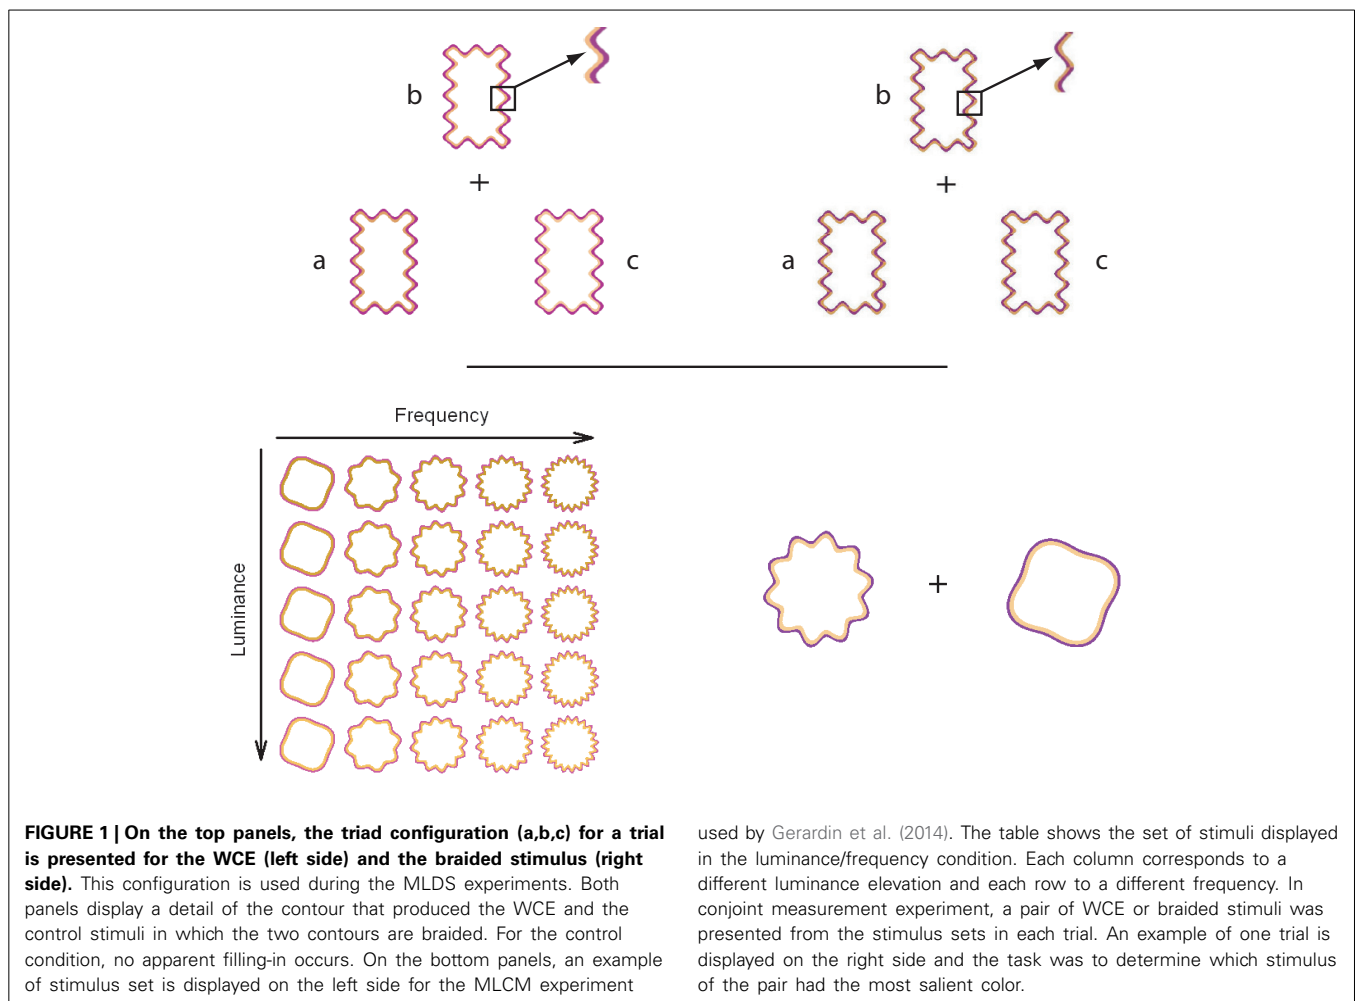 b
b
+
+
a
c
a
c
Frequency
Luminance
+
FIGURE 1 | On the top panels, the triad configuration (a,b,c) for a trial
is presented for the WCE (left side) and the braided stimulus (right
side). This configuration is used during the MLDS experiments. Both
panels display a detail of the contour that produced the WCE and the
control stimuli in which the two contours are braided. For the control
condition, no apparent filling-in occurs. On the bottom panels, an example
of stimulus set is displayed on the left side for the MLCM experiment
used by Gerardin et al. (2014). The table shows the set of stimuli displayed
in the luminance/frequency condition. Each column corresponds to a
different luminance elevation and each row to a different frequency. In
conjoint measurement experiment, a pair of WCE or braided stimuli was
presented from the stimulus sets in each trial. An example of one trial is
displayed on the right side and the task was to determine which stimulus
of the pair had the most salient color.